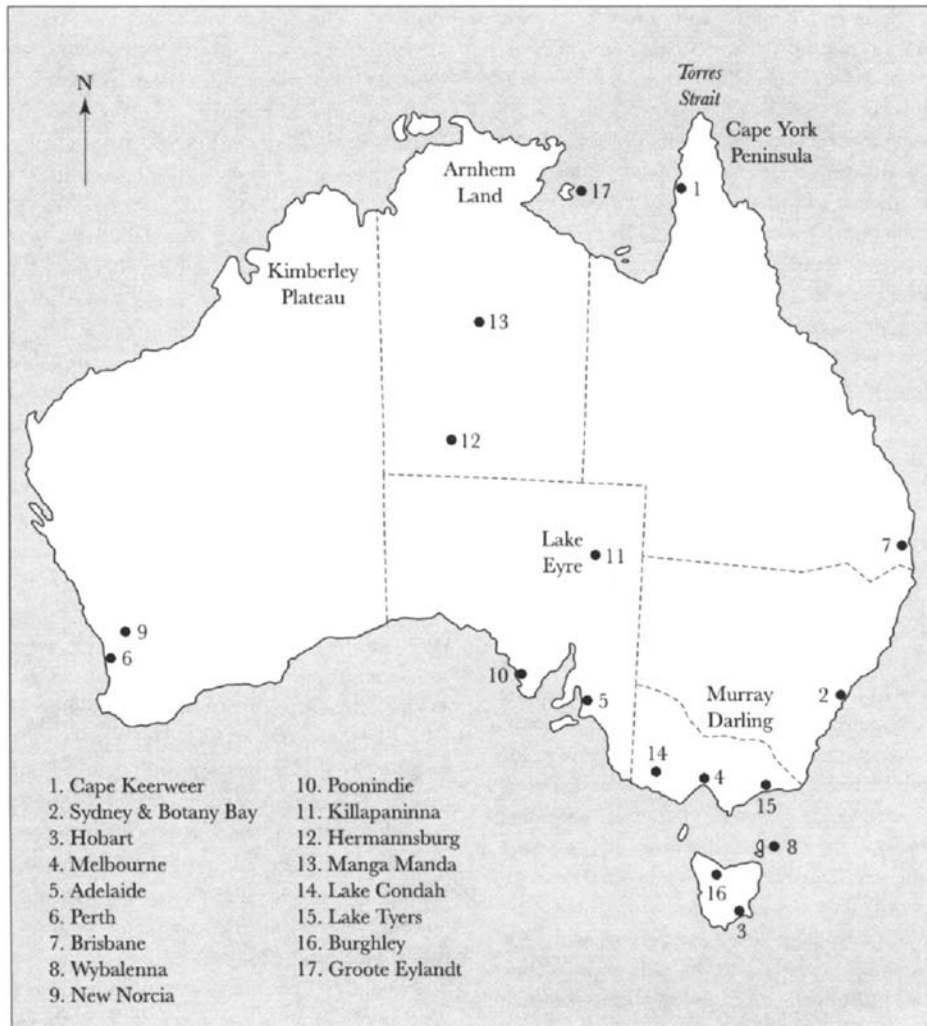 N
Torres
Strait
Cape York
Peninsula
Arnhem
Land
17
1
Kimberley
Plateau
13
12
Lake
Eyre
11
7
9
6
10
5
Murray
Darling
2
14
4
15
8
16
3
1. Cape Keerweer
2. Sydney & Botany Bay
3. Hobart
4. Melbourne
5. Adelaide
6. Perth
7. Brisbane
8. Wybalenna
9. New Norcia
10. Poonindie
11. Killapaninna
12. Hermannsburg
13. Manga Manda
14. Lake Condah
15. Lake Tyers
16. Burghley
17. Groote Eylandt